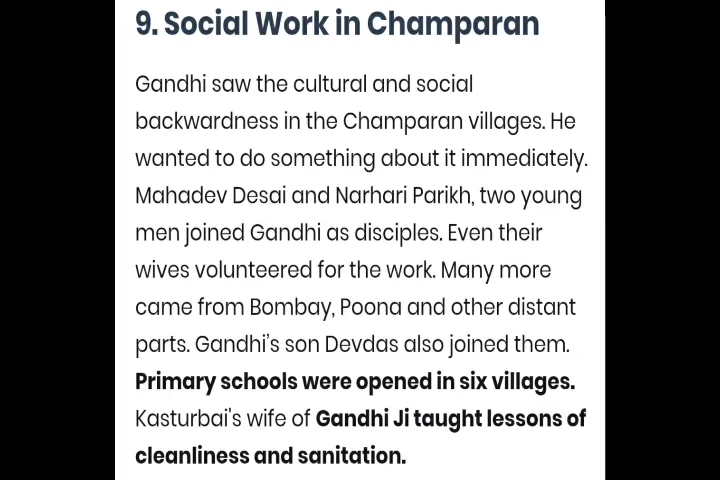 9. Social Work in Champaran
Gandhi saw the cultural and social
backwardness in the Champaran villages. He
wanted to do something about it immediately.
Mahadev Desai and Narhari Parikh, two young
men joined Gandhi as disciples. Even their
wives volunteered for the work. Many more
came from Bombay, Poona and other distant
parts. Gandhi's son Devdas also joined them.
Primary schools were opened in six villages.
Kasturbai's wife of Gandhi Ji taught lessons of
cleanliness and sanitation.